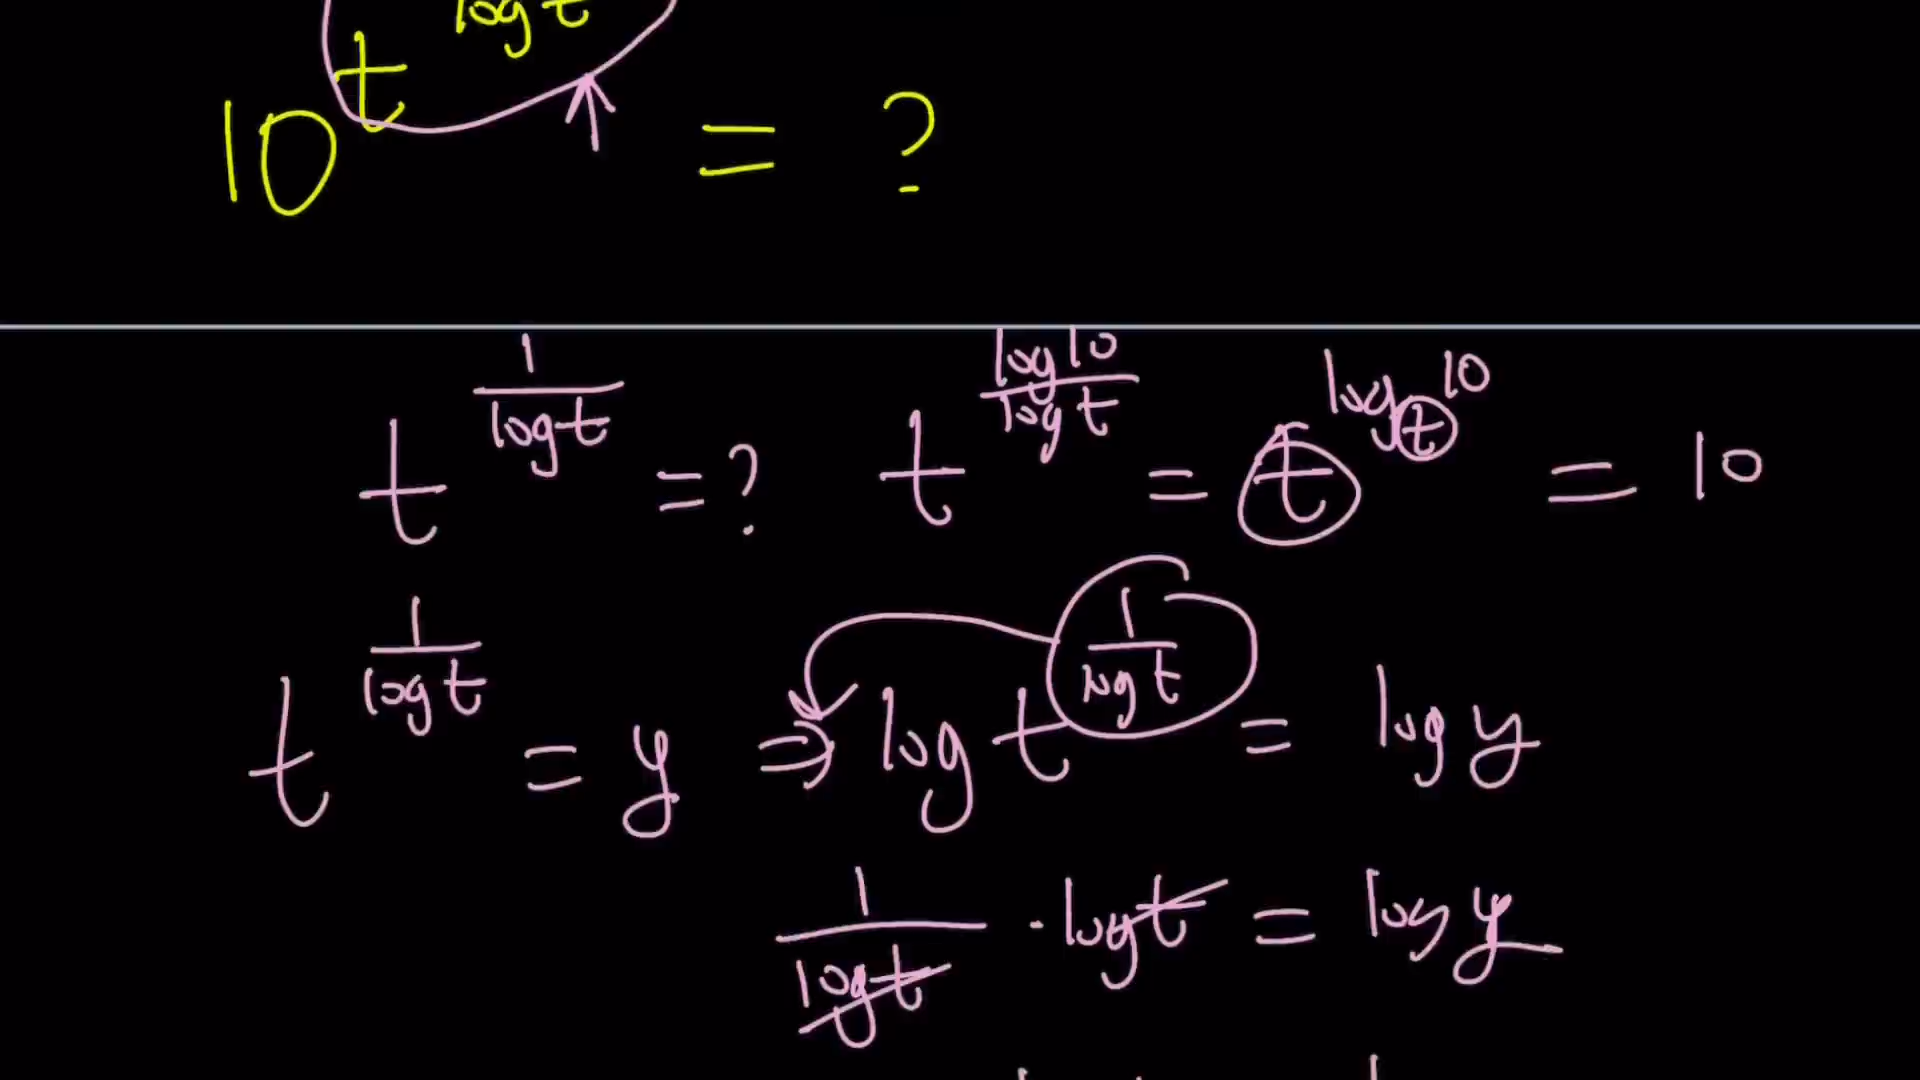 log t
10^t = ?
t^(1/log t) = ? t^(log 10/log t) = t^(log_t 10) = 10
t^(1/log t) = y ⇒ log t^(1/log t) = log y
1/log t · log t = log y